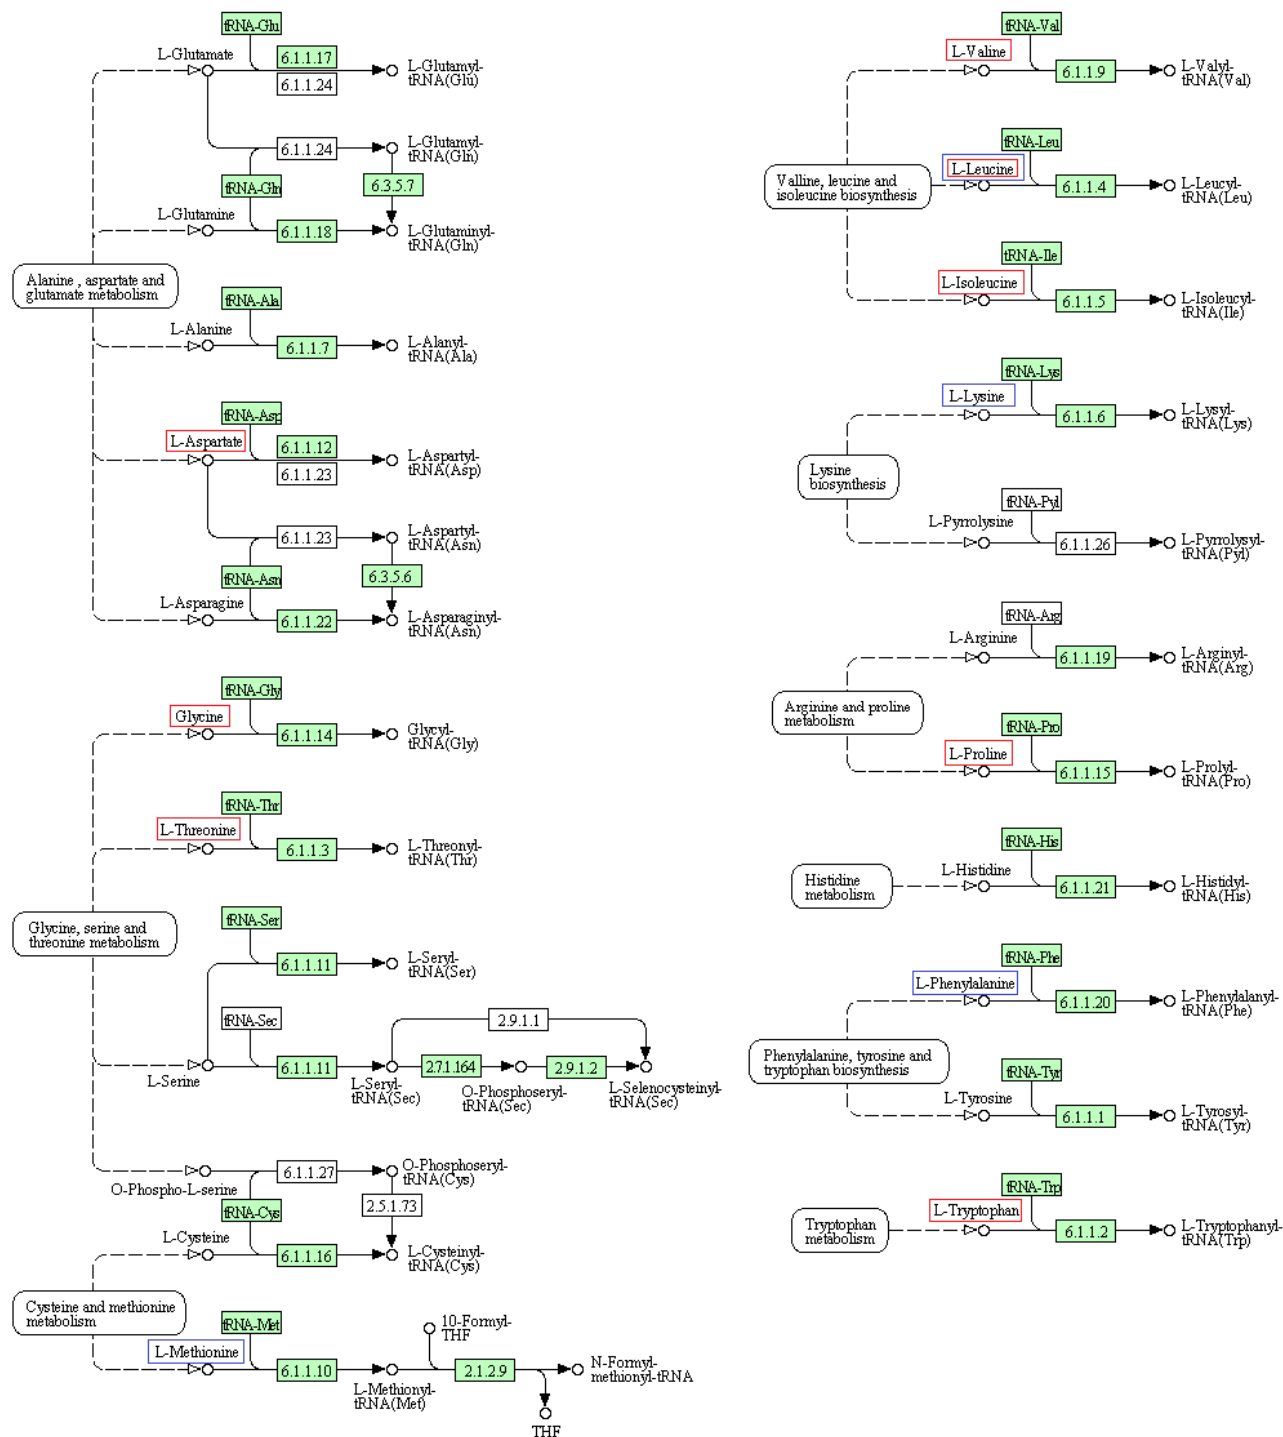 tRNA-Glu
L-Glutamate
6.1.1.17
6.1.1.24
L-Glutamyl-
tRNA(Glu)
6.1.1.24
L-Glutamyl-
tRNA(Gln)
tRNA-Gln
6.3.5.7
L-Glutamine
6.1.1.18
L-Glutaminyl-
tRNA(Gln)
Alanine , aspartate and
glutamate metabolism
tRNA-Ala
L-Alanine
6.1.1.7
L-Alanyl-
tRNA(Ala)
tRNA-Asp
L-Aspartate
6.1.1.12
6.1.1.23
L-Aspartyl-
tRNA(Asp)
6.1.1.23
L-Aspartyl-
tRNA(Asn)
tRNA-Asn
6.3.5.6
L-Asparagine
6.1.1.22
L-Asparaginyl-
tRNA(Asn)
tRNA-Gly
Glycine
6.1.1.14
Glycyl-
tRNA(Gly)
tRNA-Thr
L-Threonine
6.1.1.3
L-Threonyl-
tRNA(Thr)
Glycine, serine and
threonine metabolism
tRNA-Ser
6.1.1.11
L-Seryl-
tRNA(Ser)
tRNA-Sec
2.9.1.1
L-Serine
6.1.1.11
L-Seryl-
tRNA(Sec)
2.7.1.164
O-Phosphoseryl-
tRNA(Sec)
2.9.1.2
L-Selenocysteinyl-
tRNA(Sec)
O-Phospho-L-serine
6.1.1.27
O-Phosphoseryl-
tRNA(Cys)
tRNA-Cys
2.5.1.73
L-Cysteine
6.1.1.16
L-Cysteinyl-
tRNA(Cys)
Cysteine and methionine
metabolism
tRNA-Met
L-Methionine
6.1.1.10
L-Methionyl-
tRNA(Met)
10-Formyl-
THF
2.1.2.9
N-Formyl-
methionyl-tRNA
THF
tRNA-Val
L-Valine
6.1.1.9
L-Valyl-
tRNA(Val)
tRNA-Leu
Valline, leucine and
isoleucine biosynthesis
L-Leucine
6.1.1.4
L-Leucyl-
tRNA(Leu)
tRNA-Ile
L-Isoleucine
6.1.1.5
L-Isoleucyl-
tRNA(Ile)
tRNA-Lys
L-Lysine
6.1.1.6
L-Lysyl-
tRNA(Lys)
Lysine
biosynthesis
tRNA-Pyl
L-Pyrrolysine
6.1.1.26
L-Pyrrolysyl-
tRNA(Pyl)
tRNA-Arg
L-Arginine
6.1.1.19
L-Arginyl-
tRNA(Arg)
Arginine and proline
metabolism
tRNA-Pro
L-Proline
6.1.1.15
L-Prolyl-
tRNA(Pro)
tRNA-His
Histidine
metabolism
L-Histidine
6.1.1.21
L-Histidyl-
tRNA(His)
tRNA-Phe
L-Phenylalanine
6.1.1.20
L-Phenylalanyl-
tRNA(Phe)
Phenylalanine, tyrosine and
tryptophan biosynthesis
tRNA-Tyr
L-Tyrosine
6.1.1.1
L-Tyrosyl-
tRNA(Tyr)
tRNA-Trp
Tryptophan
metabolism
L-Tryptophan
6.1.1.2
L-Tryptophanyl-
tRNA(Trp)